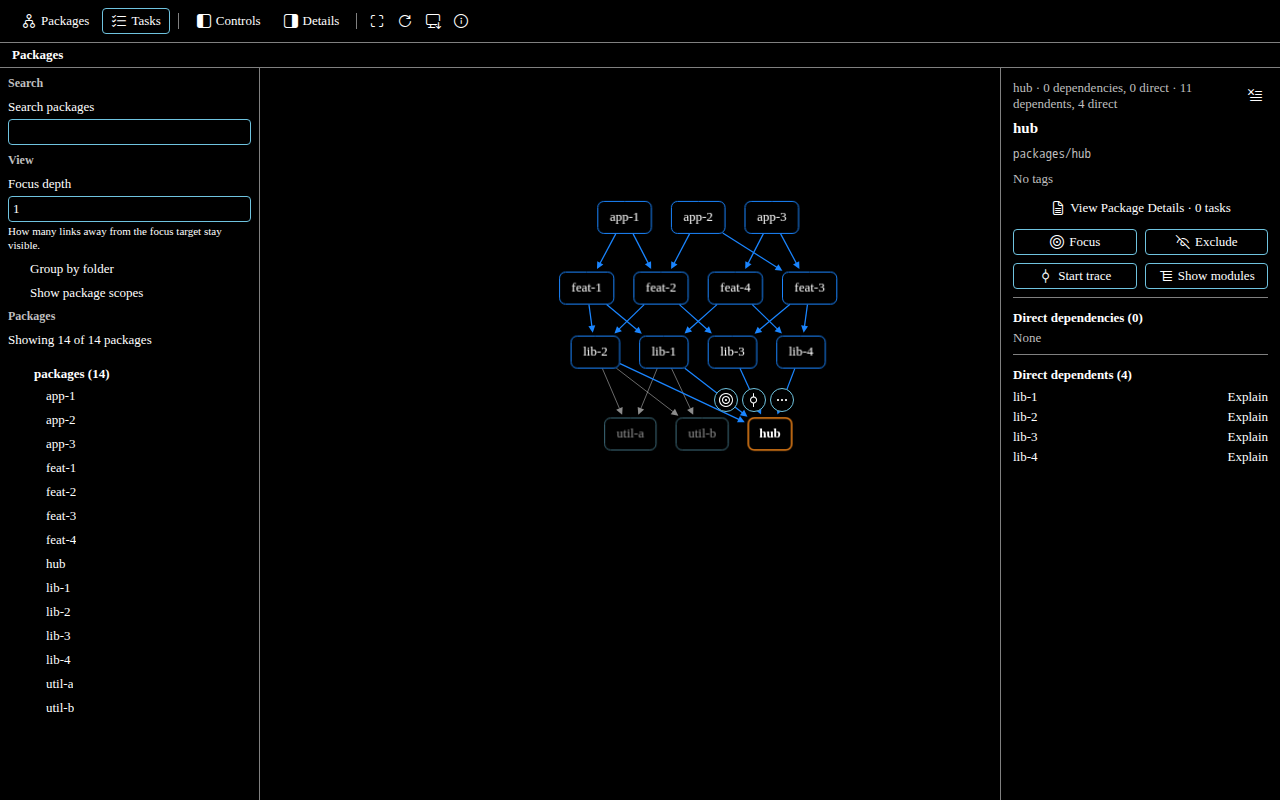 Packages
Tasks
Controls
Details
Packages
Search
Search packages
View
Focus depth
1
How many links away from the focus target stay
visible.
Group by folder
Show package scopes
Packages
Showing 14 of 14 packages
packages (14)
app-1
app-2
app-3
feat-1
feat-2
feat-3
feat-4
hub
lib-1
lib-2
lib-3
lib-4
util-a
util-b
app-1
app-2
app-3
feat-1
feat-2
feat-4
feat-3
lib-2
lib-1
lib-3
lib-4
util-a
util-b
hub
hub · 0 dependencies, 0 direct · 11
dependents, 4 direct
hub
packages/hub
No tags
View Package Details · 0 tasks
Focus
Exclude
Start trace
Show modules
Direct dependencies (0)
None
Direct dependents (4)
lib-1 Explain
lib-2 Explain
lib-3 Explain
lib-4 Explain